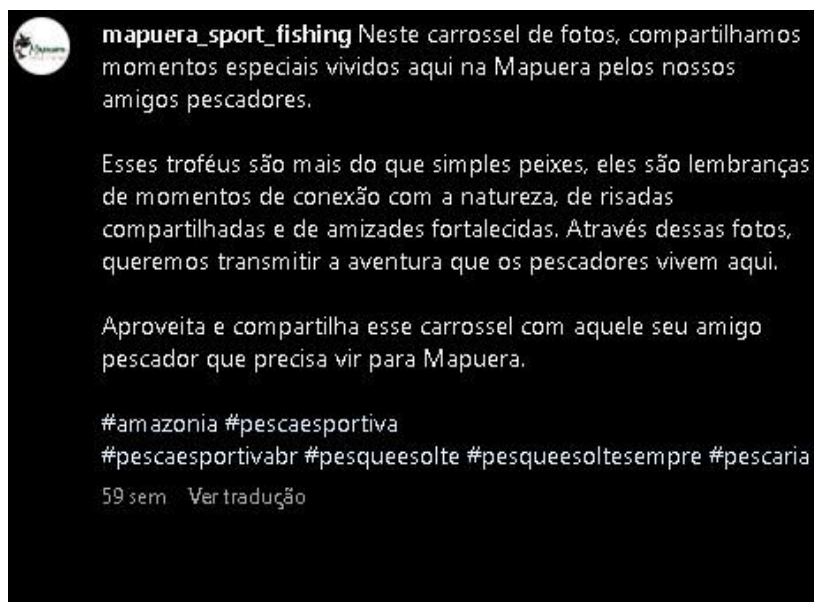 mapuera_sport_fishing Neste carrossel de fotos, compartilhamos
momentos especiais vividos aqui na Mapuera pelos nossos
amigos pescadores.
Esses troféus são mais do que simples peixes, eles são lembranças
de momentos de conexão com a natureza, de risadas
compartilhadas e de amizades fortalecidas. Através dessas fotos,
queremos transmitir a aventura que os pescadores vivem aqui.
Aproveita e compartilha esse carrossel com aquele seu amigo
pescador que precisa vir para Mapuera.
#amazonia #pescaesportiva
#pescaesportivabr #pesqueesolte #pesqueesoltesempre #pescaria
59 sem Ver tradução